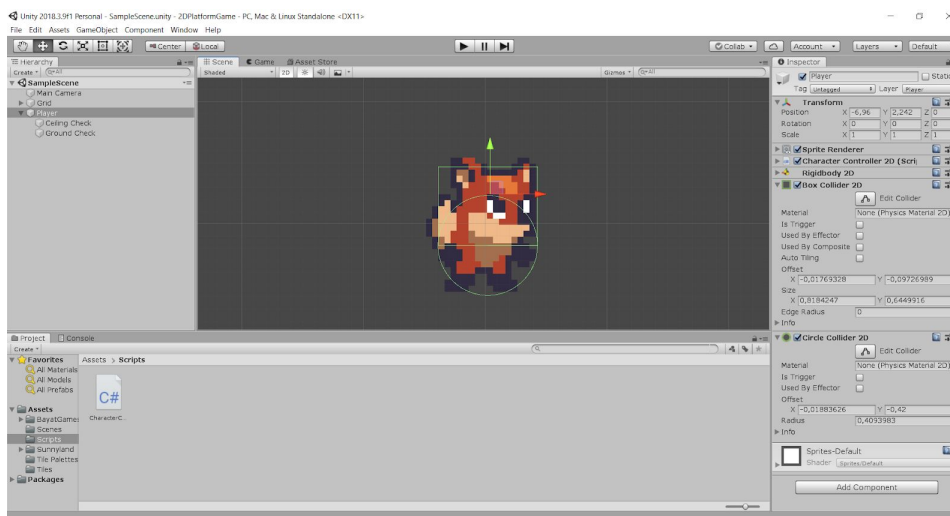 Unity 2018.3.9f1 Personal - SampleScene.unity - 2DPlatformGame - PC, Mac & Linux Standalone <DX11>
File Edit Assets GameObject Component Window Help
Center Local Collab Account Layers Default
Hierarchy
Create All
SampleScene
Main Camera
Grid
Player
Ceiling Check
Ground Check
Scene Game Asset Store
Shaded 2D Gizmos All
Project Console
Create
Favorites
All Materials
All Models
All Prefabs
Assets
BayatGames
Scenes
Scripts
Sunnyland
Tile Palettes
Tiles
Packages
Assets > Scripts
C#
CharacterC...
Inspector
Player Static
Tag Untagged Layer Player
Transform
Position X -6,96 Y 2,242 Z 0
Rotation X 0 Y 0 Z 0
Scale X 1 Y 1 Z 1
Sprite Renderer
Character Controller 2D (Scri
Rigidbody 2D
Box Collider 2D
Edit Collider
Material None (Physics Material 2D)
Is Trigger
Used By Effector
Used By Composite
Auto Tiling
Offset
X -0,01769328 Y -0,09726989
Size
X 0,8184247 Y 0,6449916
Edge Radius 0
Info
Circle Collider 2D
Edit Collider
Material None (Physics Material 2D)
Is Trigger
Used By Effector
Offset
X -0,01883626 Y -0,42
Radius 0,4093983
Info
Sprites-Default
Shader Sprites/Default
Add Component